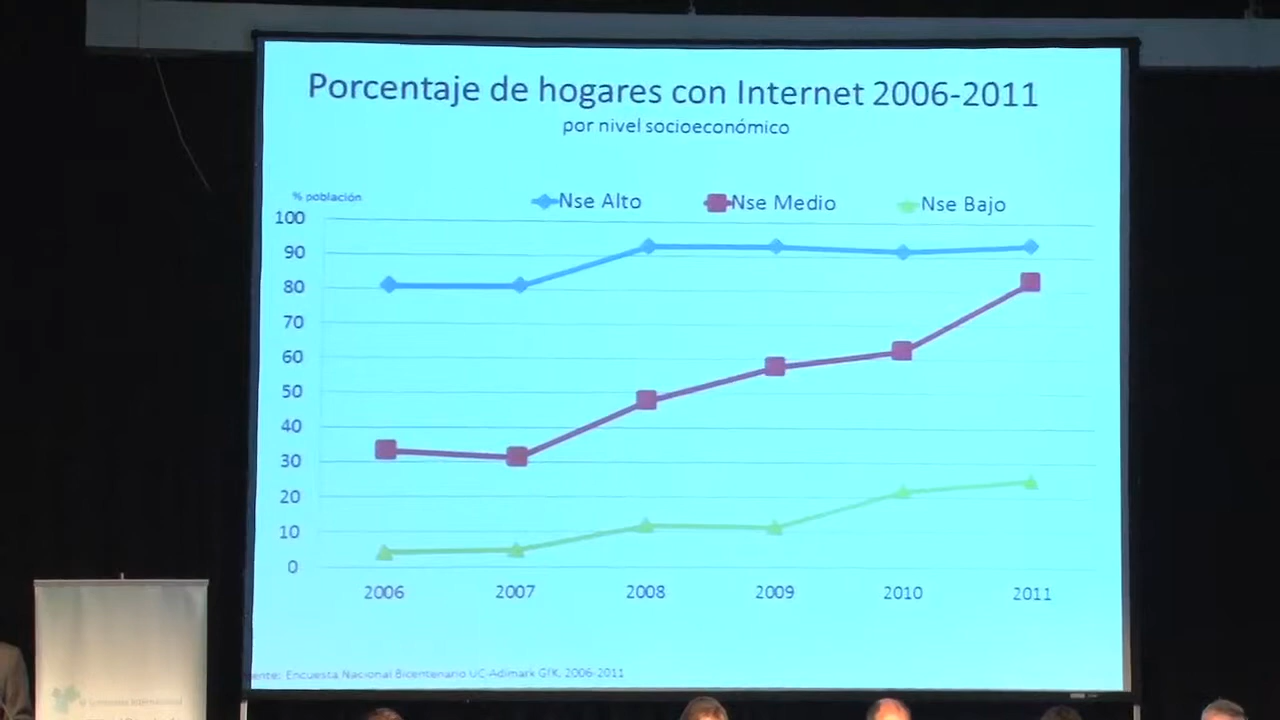 Porcentaje de hogares con Internet 2006-2011
por nivel socioeconómico
% población
Nse Alto
Nse Medio
Nse Bajo
100
90
80
70
60
50
40
30
20
10
0
2006
2007
2008
2009
2010
2011
ente: Encuesta Nacional Bicentenario UC-Adimark GfK, 2006-2011
Seminario Internacional